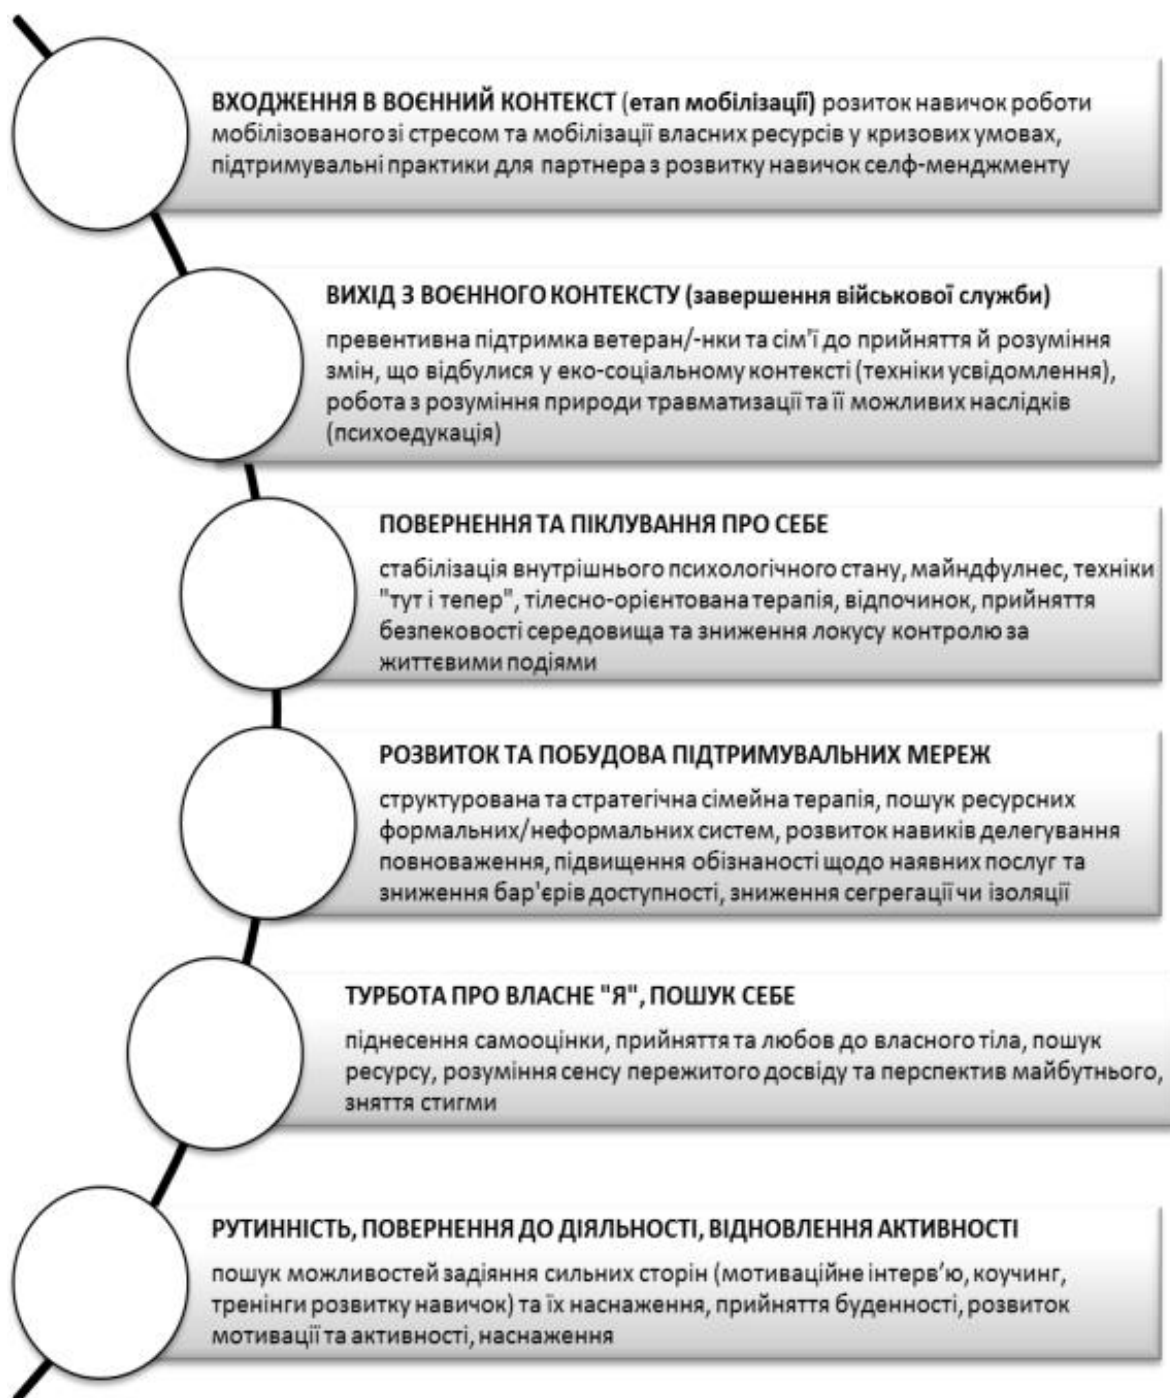 ВХОДЖЕННЯ В ВОЄННИЙ КОНТЕКСТ (етап мобілізації) розиток навичок роботи
мобілізованого зі стресом та мобілізації власних ресурсів у кризових умовах,
підтримувальні практики для партнера з розвитку навичок селф-менджменту
ВИХІД З ВОЄННОГО КОНТЕКСТУ (завершення військової служби)
превентивна підтримка ветеран/-нки та сім'ї до прийняття й розуміння
змін, що відбулися у еко-соціальному контексті (техніки усвідомлення),
робота з розуміння природи травматизації та її можливих наслідків
(психоедукація)
ПОВЕРНЕННЯ ТА ПІКЛУВАННЯ ПРО СЕБЕ
стабілізація внутрішнього психологічного стану, майндфулнес, техніки
"тут і тепер", тілесно-орієнтована терапія, відпочинок, прийняття
безпековості середовища та зниження локусу контролю за
життєвими подіями
РОЗВИТОК ТА ПОБУДОВА ПІДТРИМУВАЛЬНИХ МЕРЕЖ
структурована та стратегічна сімейна терапія, пошук ресурсних
формальних/неформальних систем, розвиток навиків делегування
повноваження, підвищення обізнаності щодо наявних послуг та
зниження бар'єрів доступності, зниження сегрегації чи ізоляції
ТУРБОТА ПРО ВЛАСНЕ "Я", ПОШУК СЕБЕ
піднесення самооцінки, прийняття та любов до власного тіла, пошук
ресурсу, розуміння сенсу пережитого досвіду та перспектив майбутнього,
зняття стигми
РУТИННІСТЬ, ПОВЕРНЕННЯ ДО ДІЯЛЬНОСТІ, ВІДНОВЛЕННЯ АКТИВНОСТІ
пошук можливостей задіяння сильних сторін (мотиваційне інтерв’ю, коучинг,
тренінги розвитку навичок) та їх наснаження, прийняття буденності, розвиток
мотивації та активності, наснаження